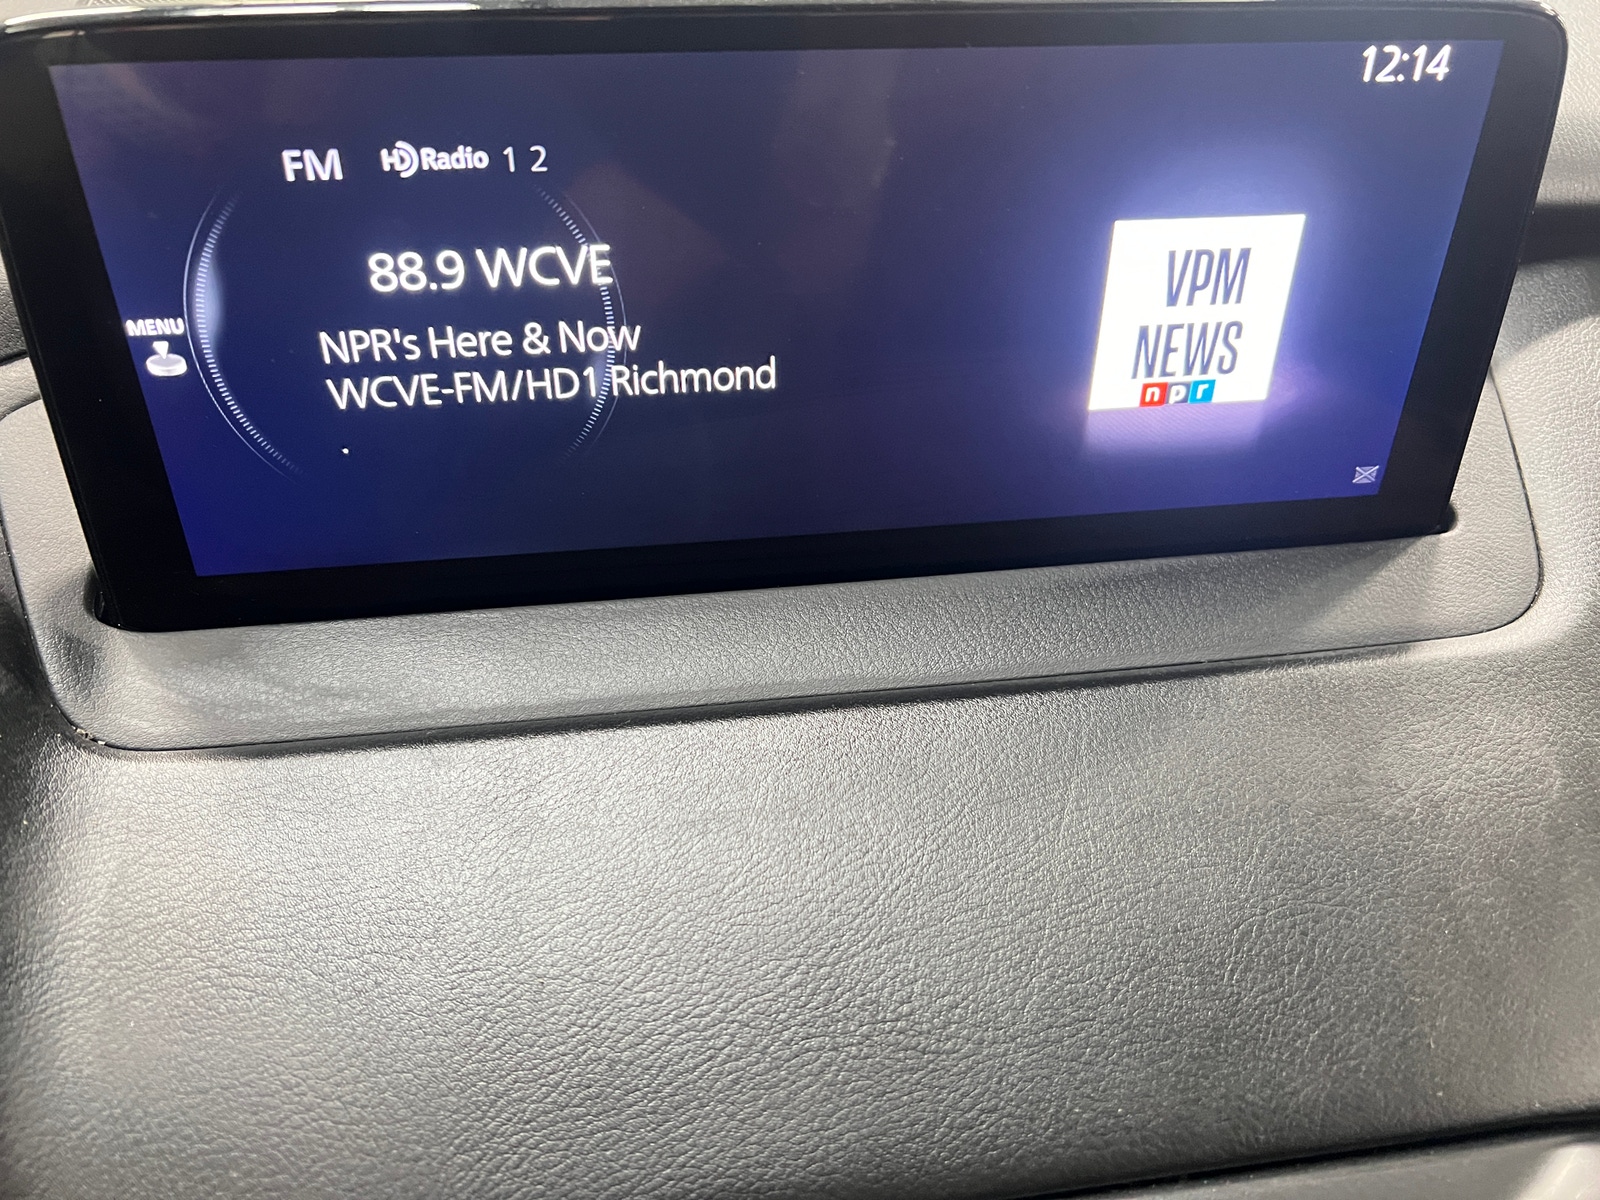 12:14
FM HD Radio 1 2
88.9 WCVE
NPR's Here & Now
WCVE-FM/HD1 Richmond
MENU
VPM
NEWS
npr